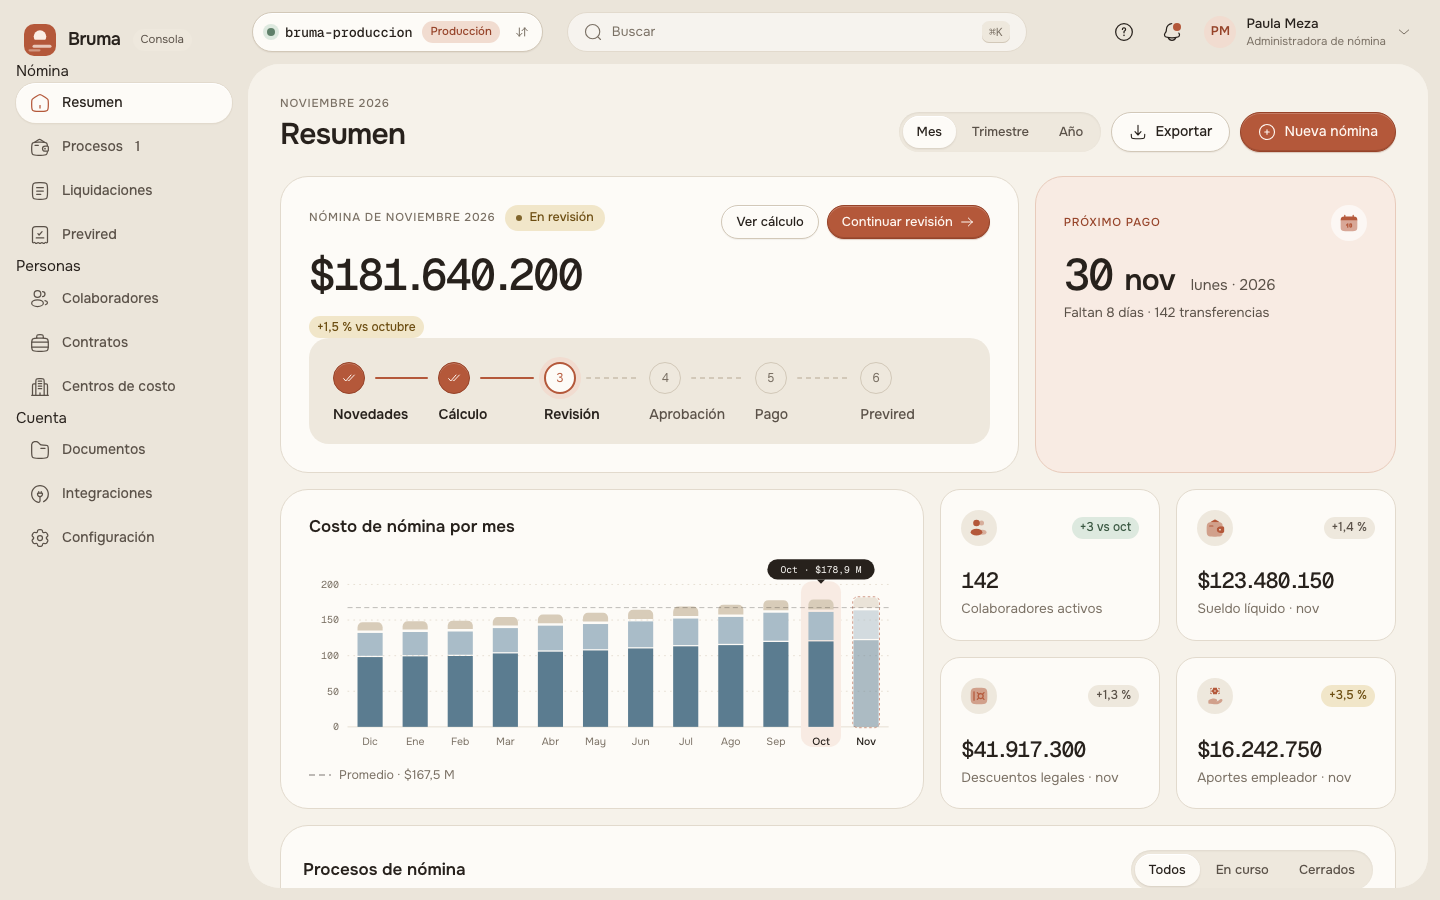 Bruma Consola
Nómina
Resumen
Procesos 1
Liquidaciones
Previred
Personas
Colaboradores
Contratos
Centros de costo
Cuenta
Documentos
Integraciones
Configuración
bruma-produccion Producción
Buscar ⌘K
PM
Paula Meza
Administradora de nómina
NOVIEMBRE 2026
Resumen
Mes Trimestre Año
Exportar
Nueva nómina
NÓMINA DE NOVIEMBRE 2026 En revisión
Ver cálculo
Continuar revisión
$181.640.200
+1,5 % vs octubre
3 4 5 6
Novedades Cálculo Revisión Aprobación Pago Previred
PRÓXIMO PAGO
30 nov lunes · 2026
Faltan 8 días · 142 transferencias
Costo de nómina por mes
Oct · $178,9 M
200
150
100
50
0
Dic Ene Feb Mar Abr May Jun Jul Ago Sep Oct Nov
Promedio · $167,5 M
+3 vs oct
142
Colaboradores activos
+1,4 %
$123.480.150
Sueldo líquido · nov
+1,3 %
$41.917.300
Descuentos legales · nov
+3,5 %
$16.242.750
Aportes empleador · nov
Procesos de nómina
Todos En curso Cerrados